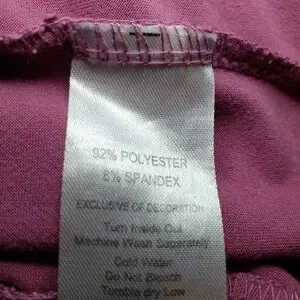 92% POLYESTER
8% SPANDEX
EXCLUSIVE OF DECORATION
Turn Inside Out
Machine Wash Separately
Cold Water
Do Not Bleach
Tumble dry Low